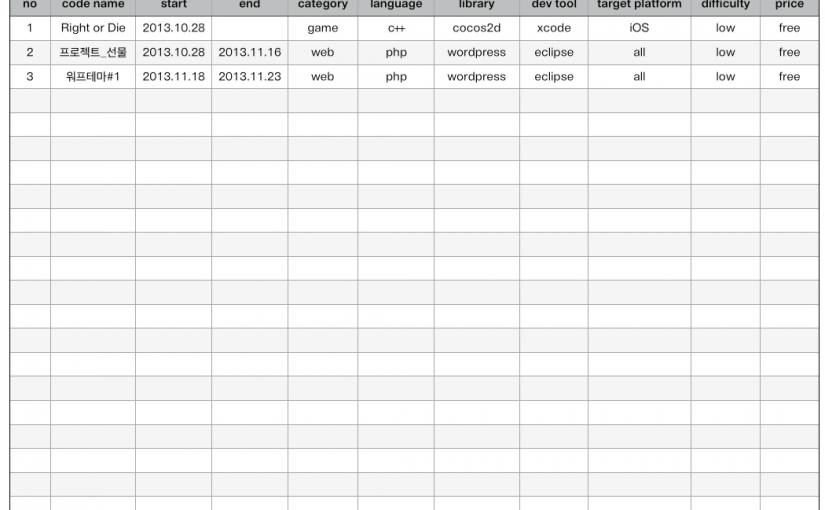 no code name start end category language library dev tool target platform difficulty price
1 Right or Die 2013.10.28 game c++ cocos2d xcode iOS low free
2 프로젝트_선물 2013.10.28 2013.11.16 web php wordpress eclipse all low free
3 워프테마#1 2013.11.18 2013.11.23 web php wordpress eclipse all low free